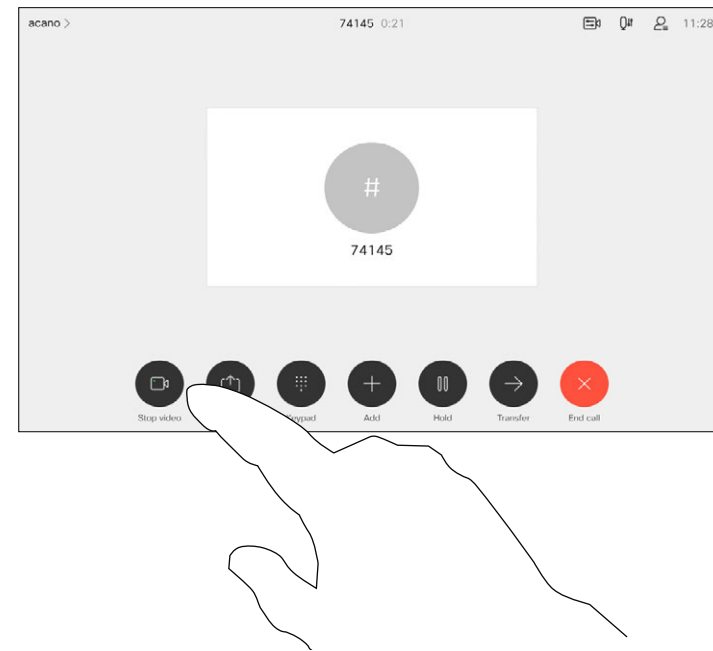 acano >
74145 0:21
11:28
#
74145
Stop video
Keypad
Add
Hold
Transfer
End call